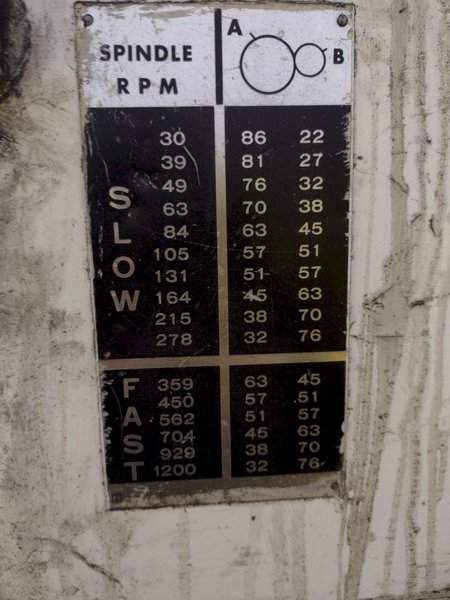 SPINDLE A
RPM B
30 86 22
39 81 27
49 76 32
63 70 38
84 63 45
105 57 51
131 51 57
164 45 63
215 38 70
278 32 76
SLOW
359 63 45
450 57 51
562 51 57
704 45 63
929 38 70
1200 32 76
FAST